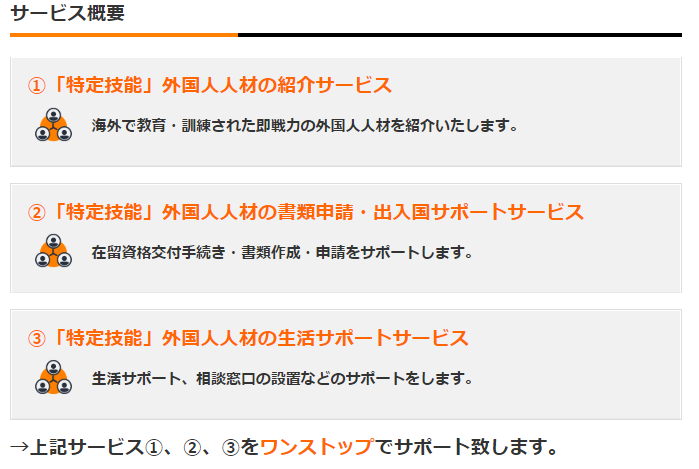 サービス概要
①「特定技能」外国人人材の紹介サービス
海外で教育・訓練された即戦力の外国人人材を紹介いたします。
②「特定技能」外国人人材の書類申請・出入国サポートサービス
在留資格交付手続き・書類作成・申請をサポートします。
③「特定技能」外国人人材の生活サポートサービス
生活サポート、相談窓口の設置などのサポートをします。
→上記サービス①、②、③をワンストップでサポート致します。